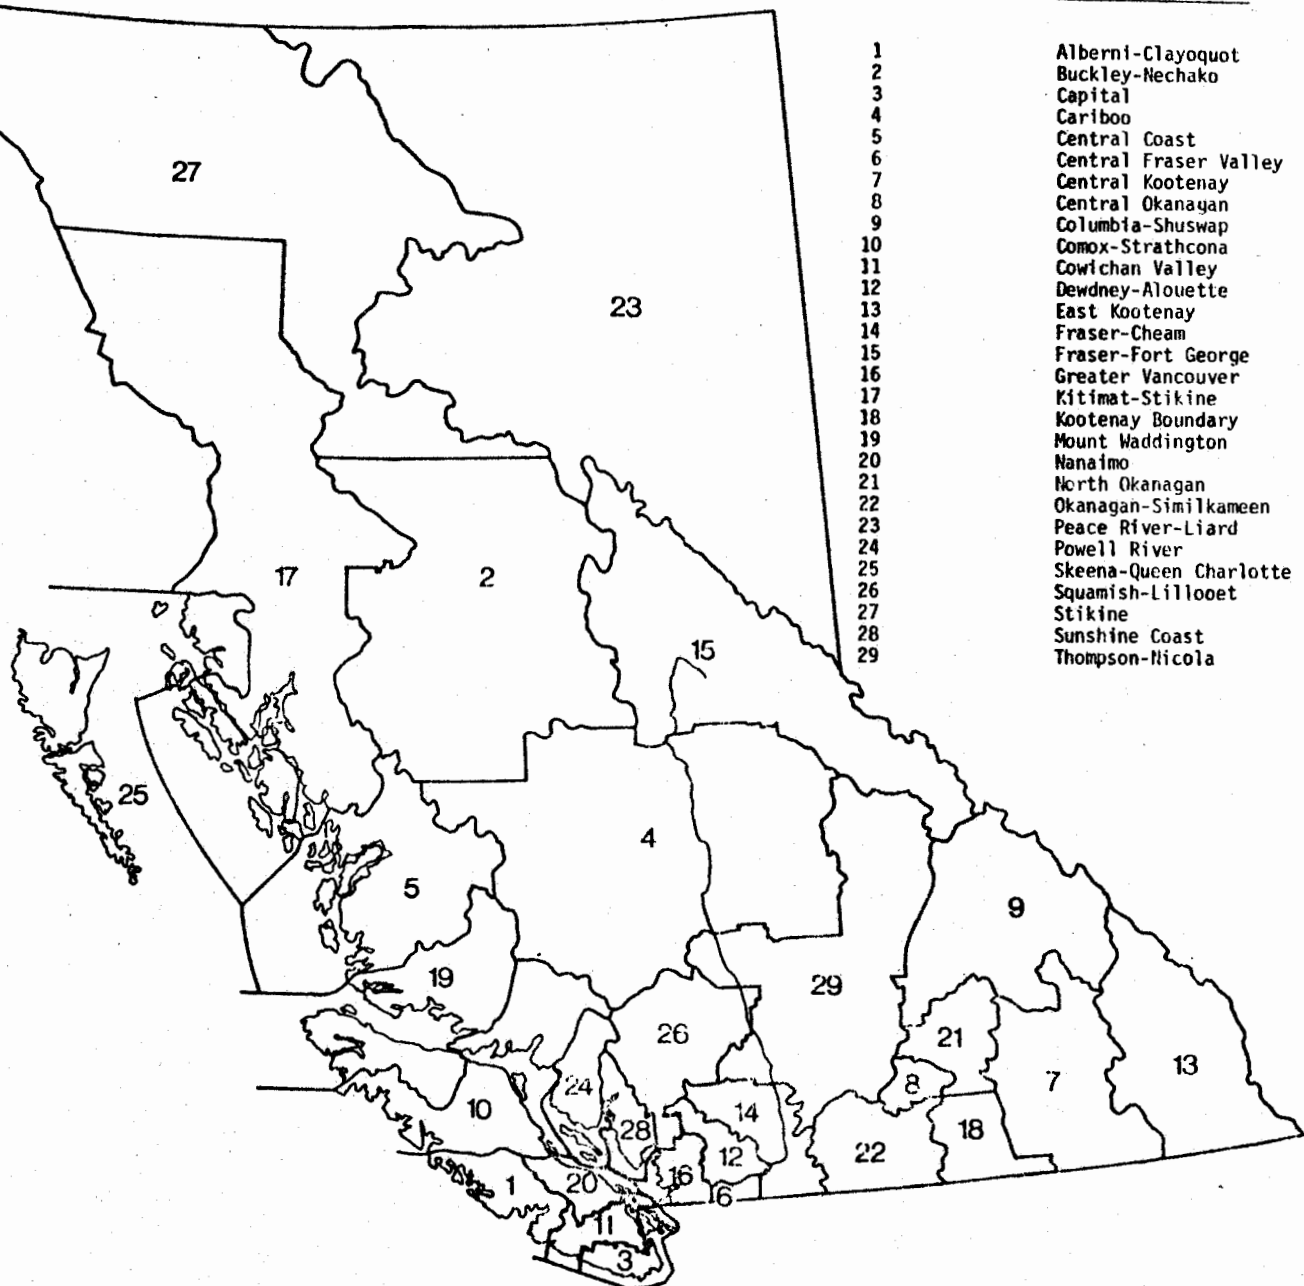 1 Alberni-Clayoquot
2 Buckley-Nechako
3 Capital
4 Cariboo
5 Central Coast
6 Central Fraser Valley
7 Central Kootenay
8 Central Okanagan
9 Columbia-Shuswap
10 Comox-Strathcona
11 Cowichan Valley
12 Dewdney-Alouette
13 East Kootenay
14 Fraser-Cheam
15 Fraser-Fort George
16 Greater Vancouver
17 Kitimat-Stikine
18 Kootenay Boundary
19 Mount Waddington
20 Nanaimo
21 North Okanagan
22 Okanagan-Similkameen
23 Peace River-Liard
24 Powell River
25 Skeena-Queen Charlotte
26 Squamish-Lillooet
27 Stikine
28 Sunshine Coast
29 Thompson-Nicola
27
23
17
2
15
25
4
5
9
19
29
26
21
24
8
7
13
10
14
28
18
12
22
16
1
20
6
11
3